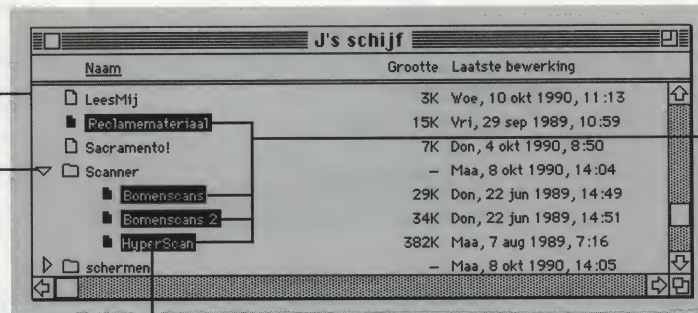 J's schijf
Naam Grootte Laatste bewerking
LeesMij 3K Woe, 10 okt 1990, 11:13
Reclamemateriaal 15K Vri, 29 sep 1989, 10:59
Sacramento! 7K Don, 4 okt 1990, 8:50
Scanner – Maa, 8 okt 1990, 14:04
Bomenscans 29K Don, 22 jun 1989, 14:49
Bomenscans 2 34K Don, 22 jun 1989, 14:51
HyperScan 382K Maa, 7 aug 1989, 7:16
schermen – Maa, 8 okt 1990, 14:05